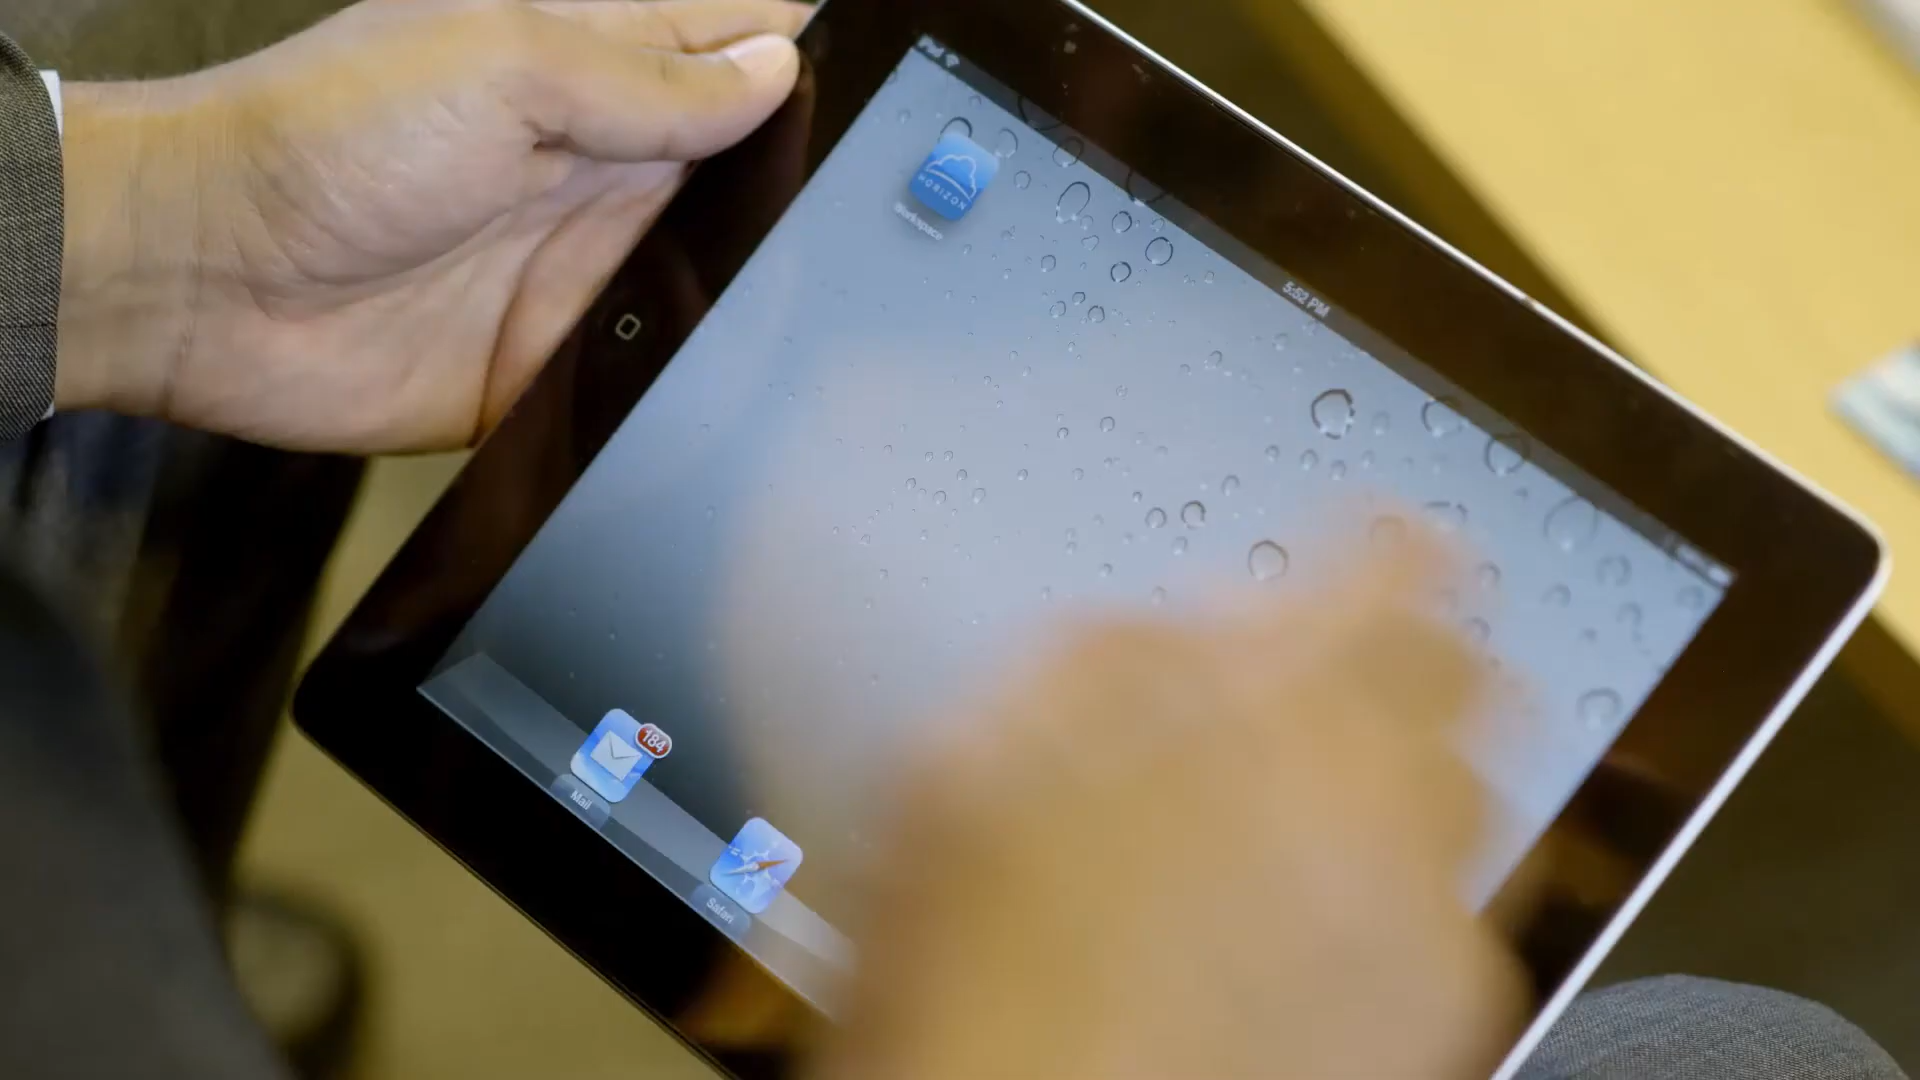 iPad
5:52 PM
HORIZON
Workspace
184
Mail
Safari